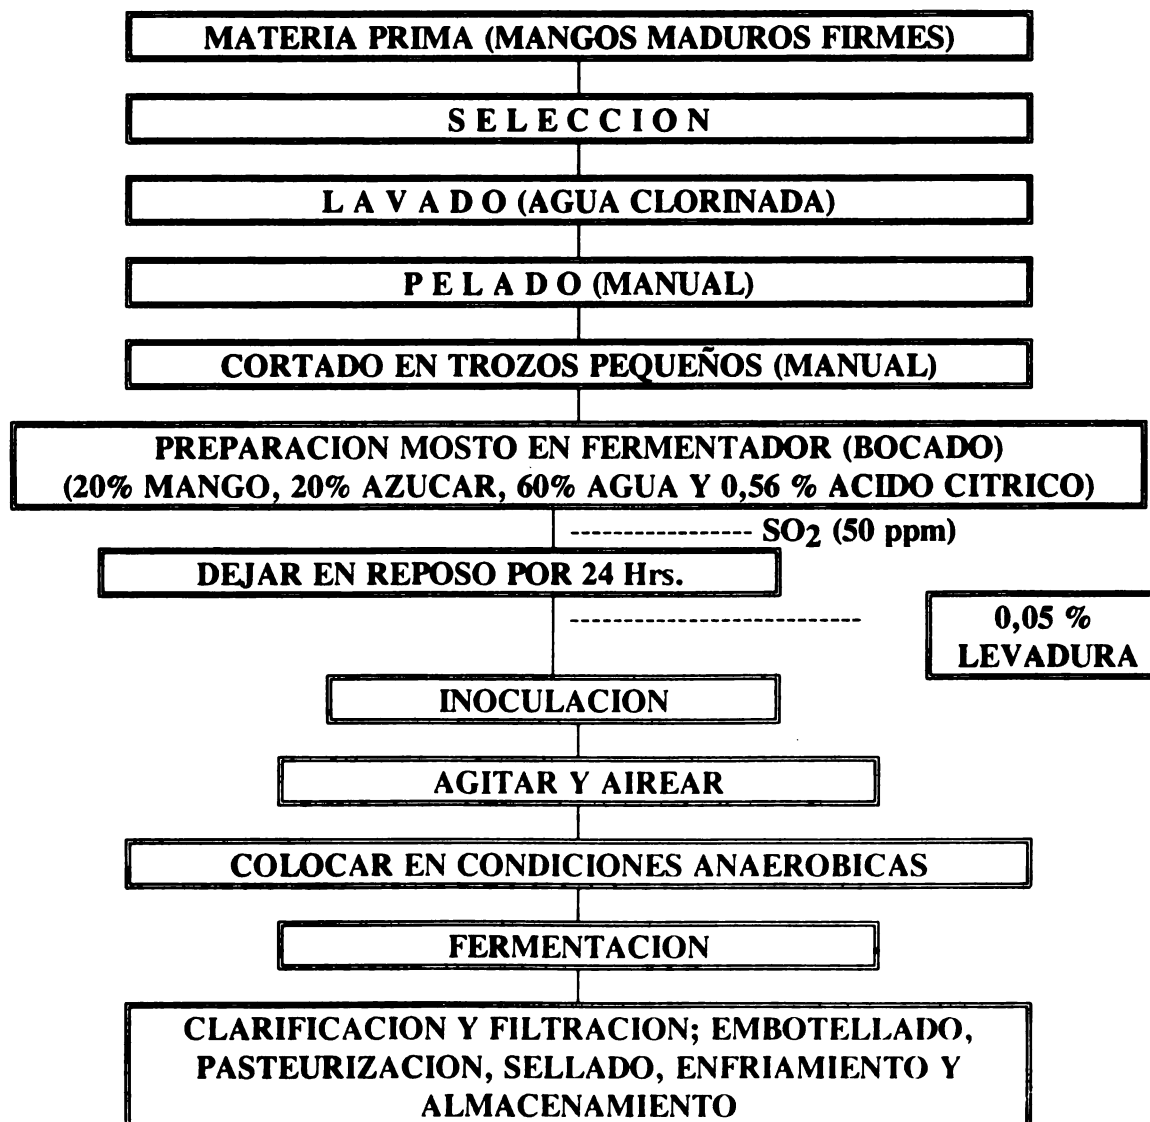 MATERIA PRIMA (MANGOS MADUROS FIRMES)
S E L E C C I O N
L A V A D O (AGUA CLORINADA)
P E L A D O (MANUAL)
CORTADO EN TROZOS PEQUEÑOS (MANUAL)
PREPARACION MOSTO EN FERMENTADOR (BOCADO)
(20% MANGO, 20% AZUCAR, 60% AGUA Y 0,56 % ACIDO CITRICO)
SO2 (50 ppm)
DEJAR EN REPOSO POR 24 Hrs.
0,05 %
LEVADURA
INOCULACION
AGITAR Y AIREAR
COLOCAR EN CONDICIONES ANAEROBICAS
FERMENTACION
CLARIFICACION Y FILTRACION; EMBOTELLADO,
PASTEURIZACION, SELLADO, ENFRIAMIENTO Y
ALMACENAMIENTO